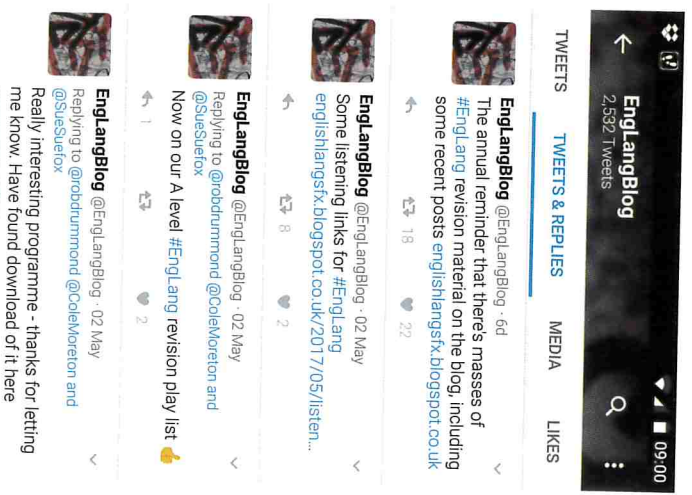 09:00
EngLangBlog
2,532 Tweets
TWEETS TWEETS & REPLIES MEDIA LIKES
EngLangBlog @EngLangBlog · 6d
The annual reminder that there's masses of
#EngLang revision material on the blog, including
some recent posts englishlangsfx.blogspot.co.uk
18 22
EngLangBlog @EngLangBlog · 02 May
Some listening links for #EngLang
englishlangsfx.blogspot.co.uk/2017/05/listen...
8 2
EngLangBlog @EngLangBlog · 02 May
Replying to @robdrummond @ColeMoreton and
@SueSuefox
Now on our A level #EngLang revision play list 👍
1 2
EngLangBlog @EngLangBlog · 02 May
Replying to @robdrummond @ColeMoreton and
@SueSuefox
Really interesting programme - thanks for letting
me know. Have found download of it here